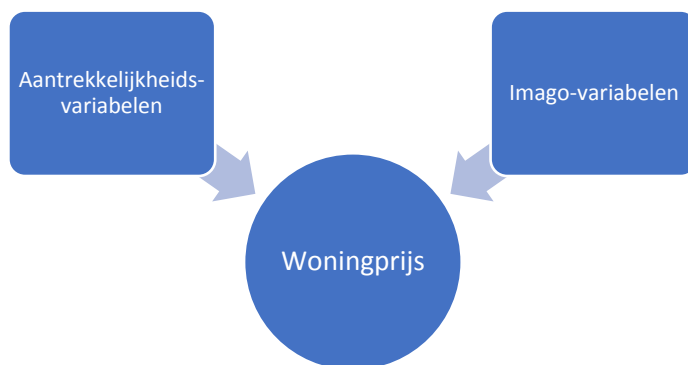 Aantrekkelijkheids-
variabelen
Imago-variabelen
Woningprijs